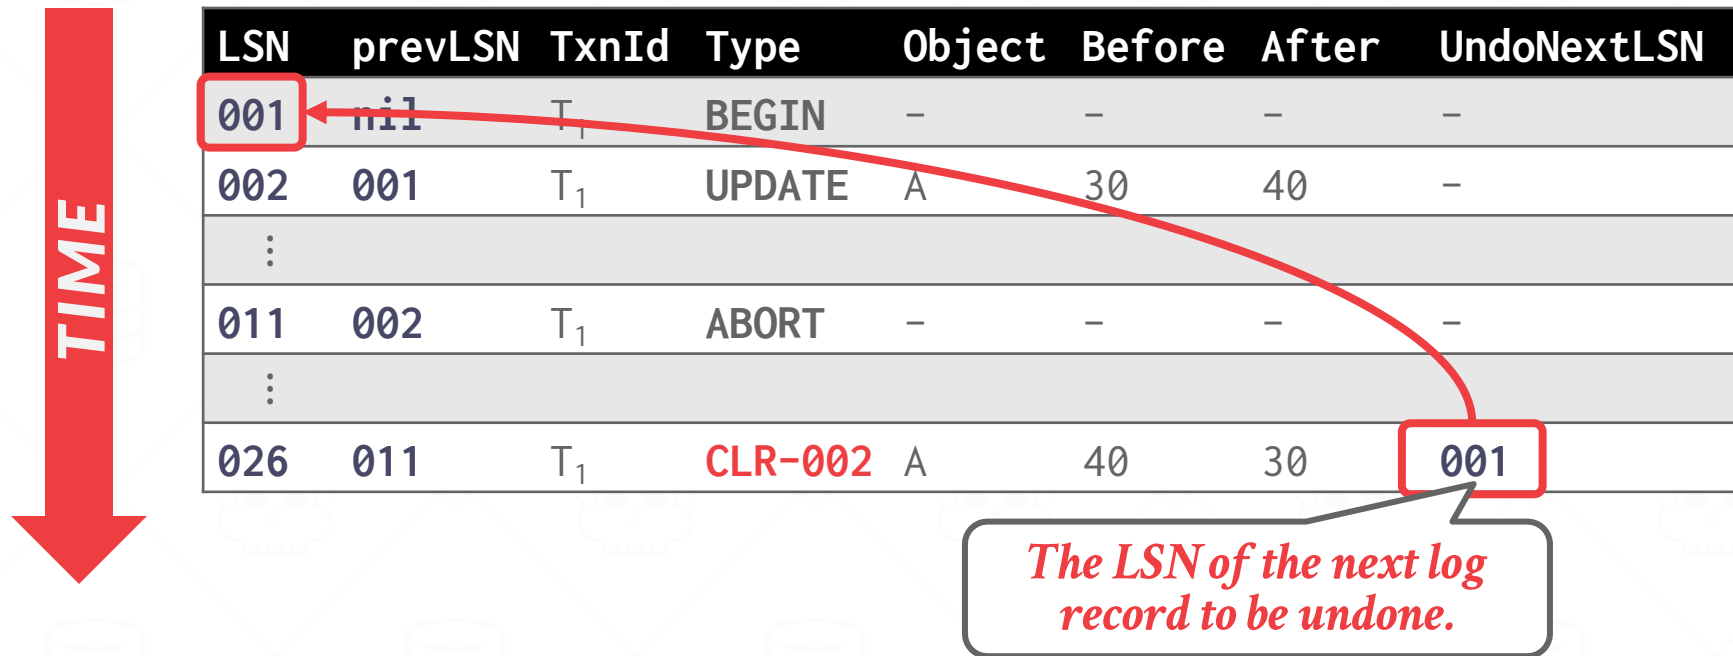 TIME
LSN prevLSN TxnId Type Object Before After UndoNextLSN
001 nil T₁ BEGIN – – – –
002 001 T₁ UPDATE A 30 40 –
⋮
011 002 T₁ ABORT – – – –
⋮
026 011 T₁ CLR-002 A 40 30 001
The LSN of the next log
record to be undone.